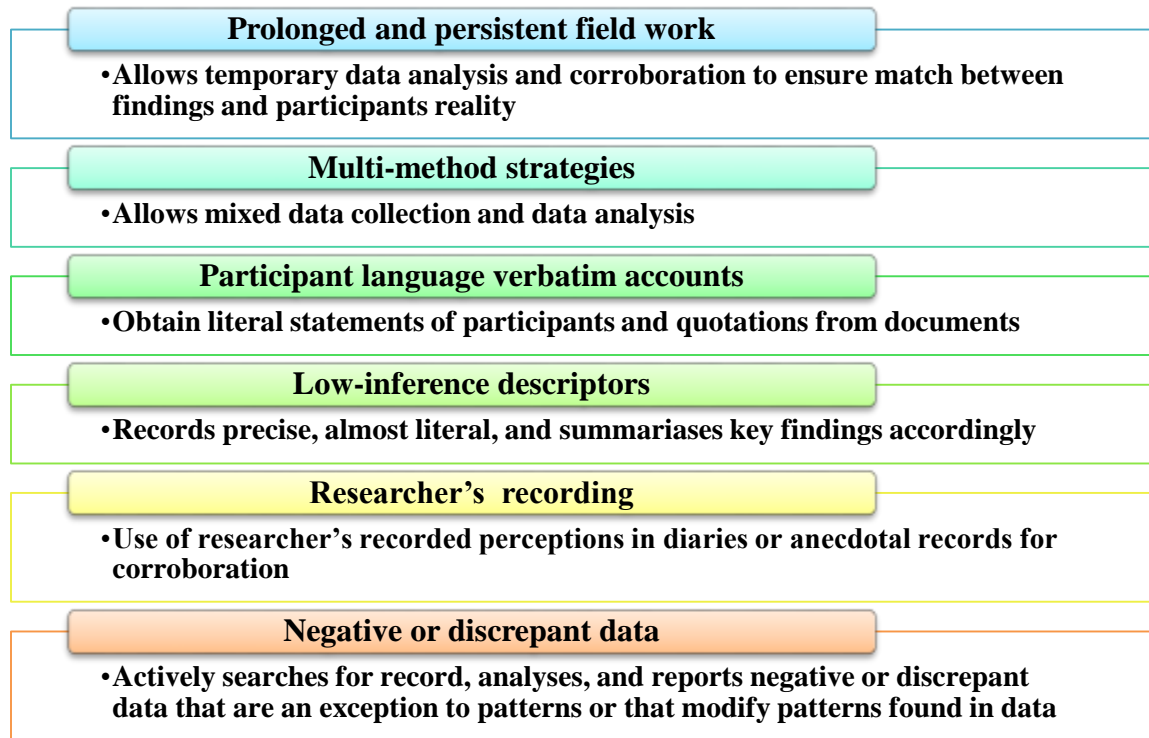 Prolonged and persistent field work
•Allows temporary data analysis and corroboration to ensure match between
findings and participants reality
Multi-method strategies
•Allows mixed data collection and data analysis
Participant language verbatim accounts
•Obtain literal statements of participants and quotations from documents
Low-inference descriptors
•Records precise, almost literal, and summariases key findings accordingly
Researcher’s  recording
•Use of researcher’s recorded perceptions in diaries or anecdotal records for
corroboration
Negative or discrepant data
•Actively searches for record, analyses, and reports negative or discrepant
data that are an exception to patterns or that modify patterns found in data